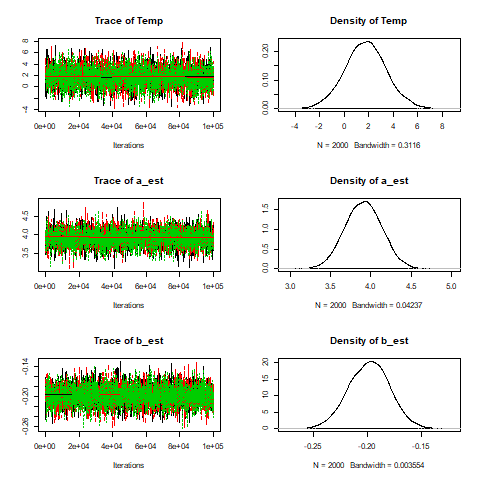 Trace of Temp
Density of Temp
8
6
4
2
0
-4
0e+00 2e+04 4e+04 6e+04 8e+04 1e+05
Iterations
0.20
0.10
0.00
-4 -2 0 2 4 6 8
N = 2000 Bandwidth = 0.3116
Trace of a_est
Density of a_est
4.5
4.0
3.5
0e+00 2e+04 4e+04 6e+04 8e+04 1e+05
Iterations
1.5
1.0
0.5
0.0
3.0 3.5 4.0 4.5 5.0
N = 2000 Bandwidth = 0.04237
Trace of b_est
Density of b_est
-0.14
-0.20
-0.26
0e+00 2e+04 4e+04 6e+04 8e+04 1e+05
Iterations
20
15
10
5
0
-0.25 -0.20 -0.15
N = 2000 Bandwidth = 0.003554